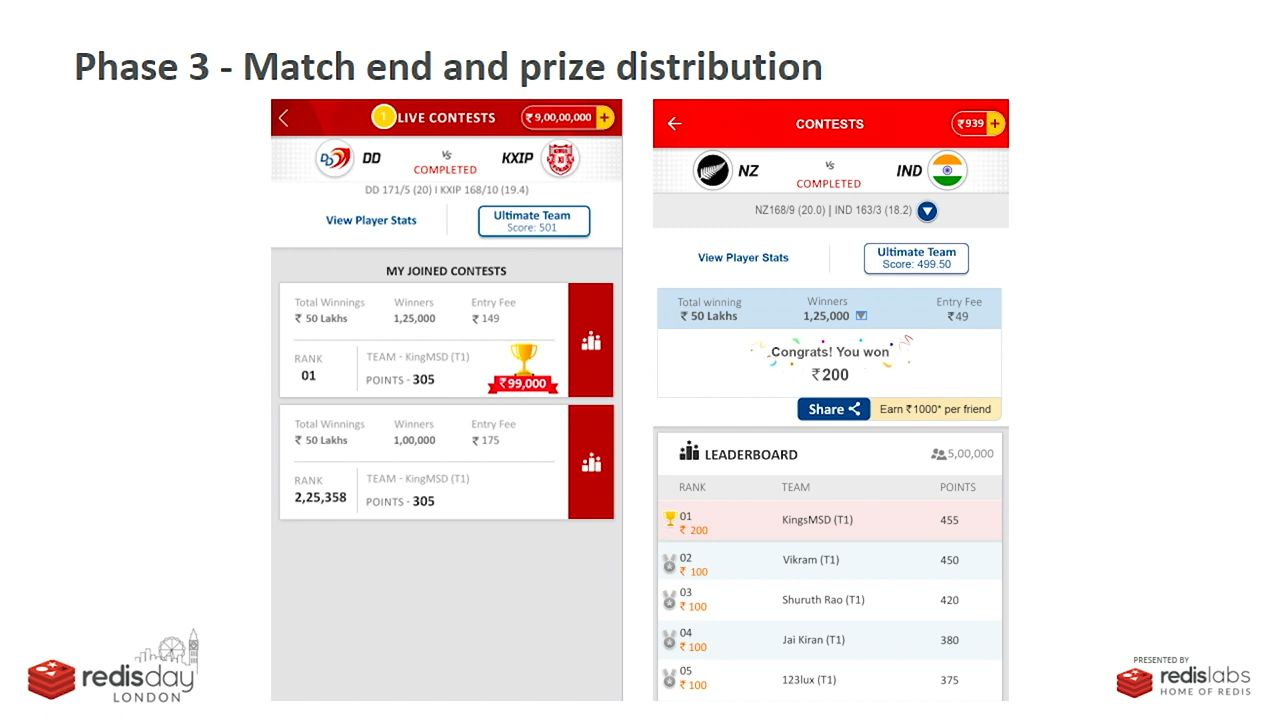 Phase 3 - Match end and prize distribution
1 LIVE CONTESTS ₹ 9,00,00,000 +
DD DD Vs KXIP
COMPLETED
DD 171/5 (20) I KXIP 168/10 (19.4)
View Player Stats
Ultimate Team
Score: 501
MY JOINED CONTESTS
Total Winnings Winners Entry Fee
₹ 50 Lakhs 1,25,000 ₹ 149
RANK TEAM - KingMSD (T1)
01 POINTS - 305 ₹ 99,000
Total Winnings Winners Entry Fee
₹ 50 Lakhs 1,00,000 ₹ 175
RANK TEAM - KingMSD (T1)
2,25,358 POINTS - 305
CONTESTS ₹939 +
NZ Vs IND
COMPLETED
NZ168/9 (20.0) | IND 163/3 (18.2)
View Player Stats
Ultimate Team
Score: 499.50
Total winning Winners Entry Fee
₹ 50 Lakhs 1,25,000 ₹49
Congrats! You won
₹200
Share Earn ₹1000* per friend
LEADERBOARD 5,00,000
RANK TEAM POINTS
01 KingsMSD (T1) 455
₹ 200
02 Vikram (T1) 450
₹ 100
03 Shuruth Rao (T1) 420
₹ 100
04 Jai Kiran (T1) 380
₹ 100
05 123lux (T1) 375
₹ 100
redisday
LONDON
PRESENTED BY
redislabs
HOME OF REDIS